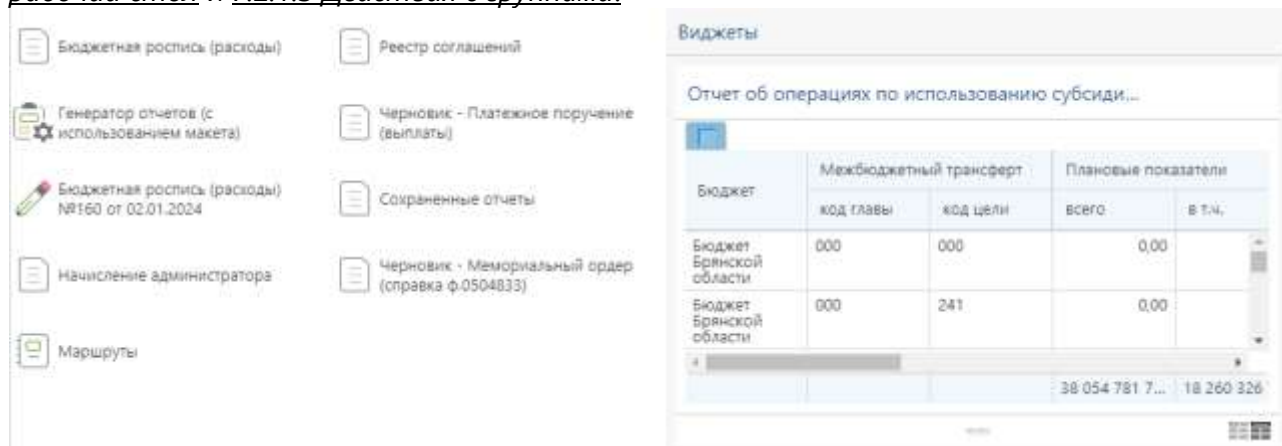 Бюджетная роспись (расходы)
Реестр соглашений
Генератор отчетов (с
использованием макета)
Черновик - Платежное поручение
(выплаты)
Бюджетная роспись (расходы)
№160 от 02.01.2024
Сохраненные отчеты
Начисление администратора
Черновик - Мемориальный ордер
(справка ф.0504833)
Маршруты
Виджеты
Отчет об операциях по использованию субсиди...
Бюджет
Межбюджетный трансферт
Плановые показатели
код главы
код цели
всего
в т.ч.
Бюджет
Брянской
области
000
000
0,00
Бюджет
Брянской
области
000
241
0,00
38 054 781 7...
18 260 326